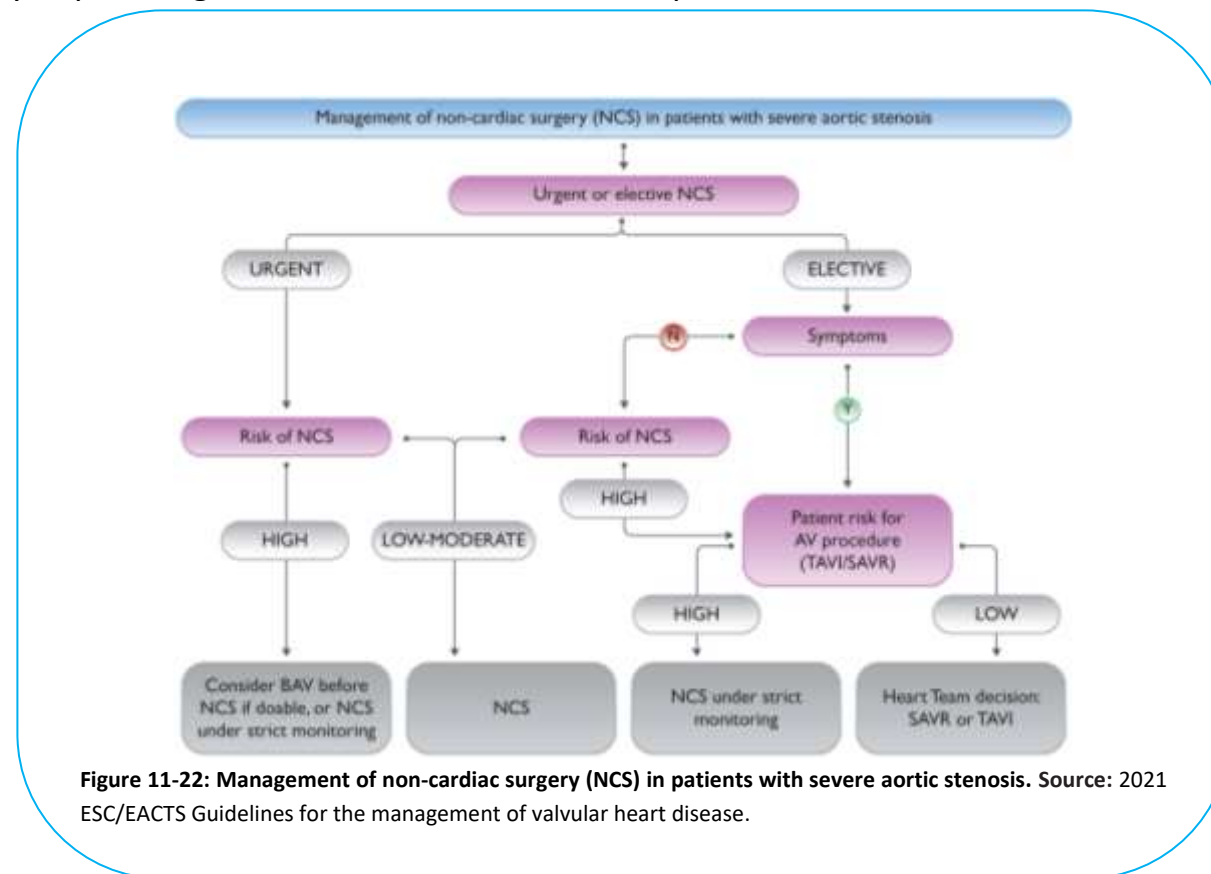 Management of non-cardiac surgery (NCS) in patients with severe aortic stenosis
Urgent or elective NCS
URGENT
ELECTIVE
N
Symptoms
Y
Risk of NCS
Risk of NCS
HIGH
Patient risk for
AV procedure
(TAVI/SAVR)
HIGH
LOW-MODERATE
HIGH
LOW
Consider BAV before
NCS if doable, or NCS
under strict monitoring
NCS
NCS under strict
monitoring
Heart Team decision:
SAVR or TAVI
Figure 11-22: Management of non-cardiac surgery (NCS) in patients with severe aortic stenosis. Source: 2021
ESC/EACTS Guidelines for the management of valvular heart disease.